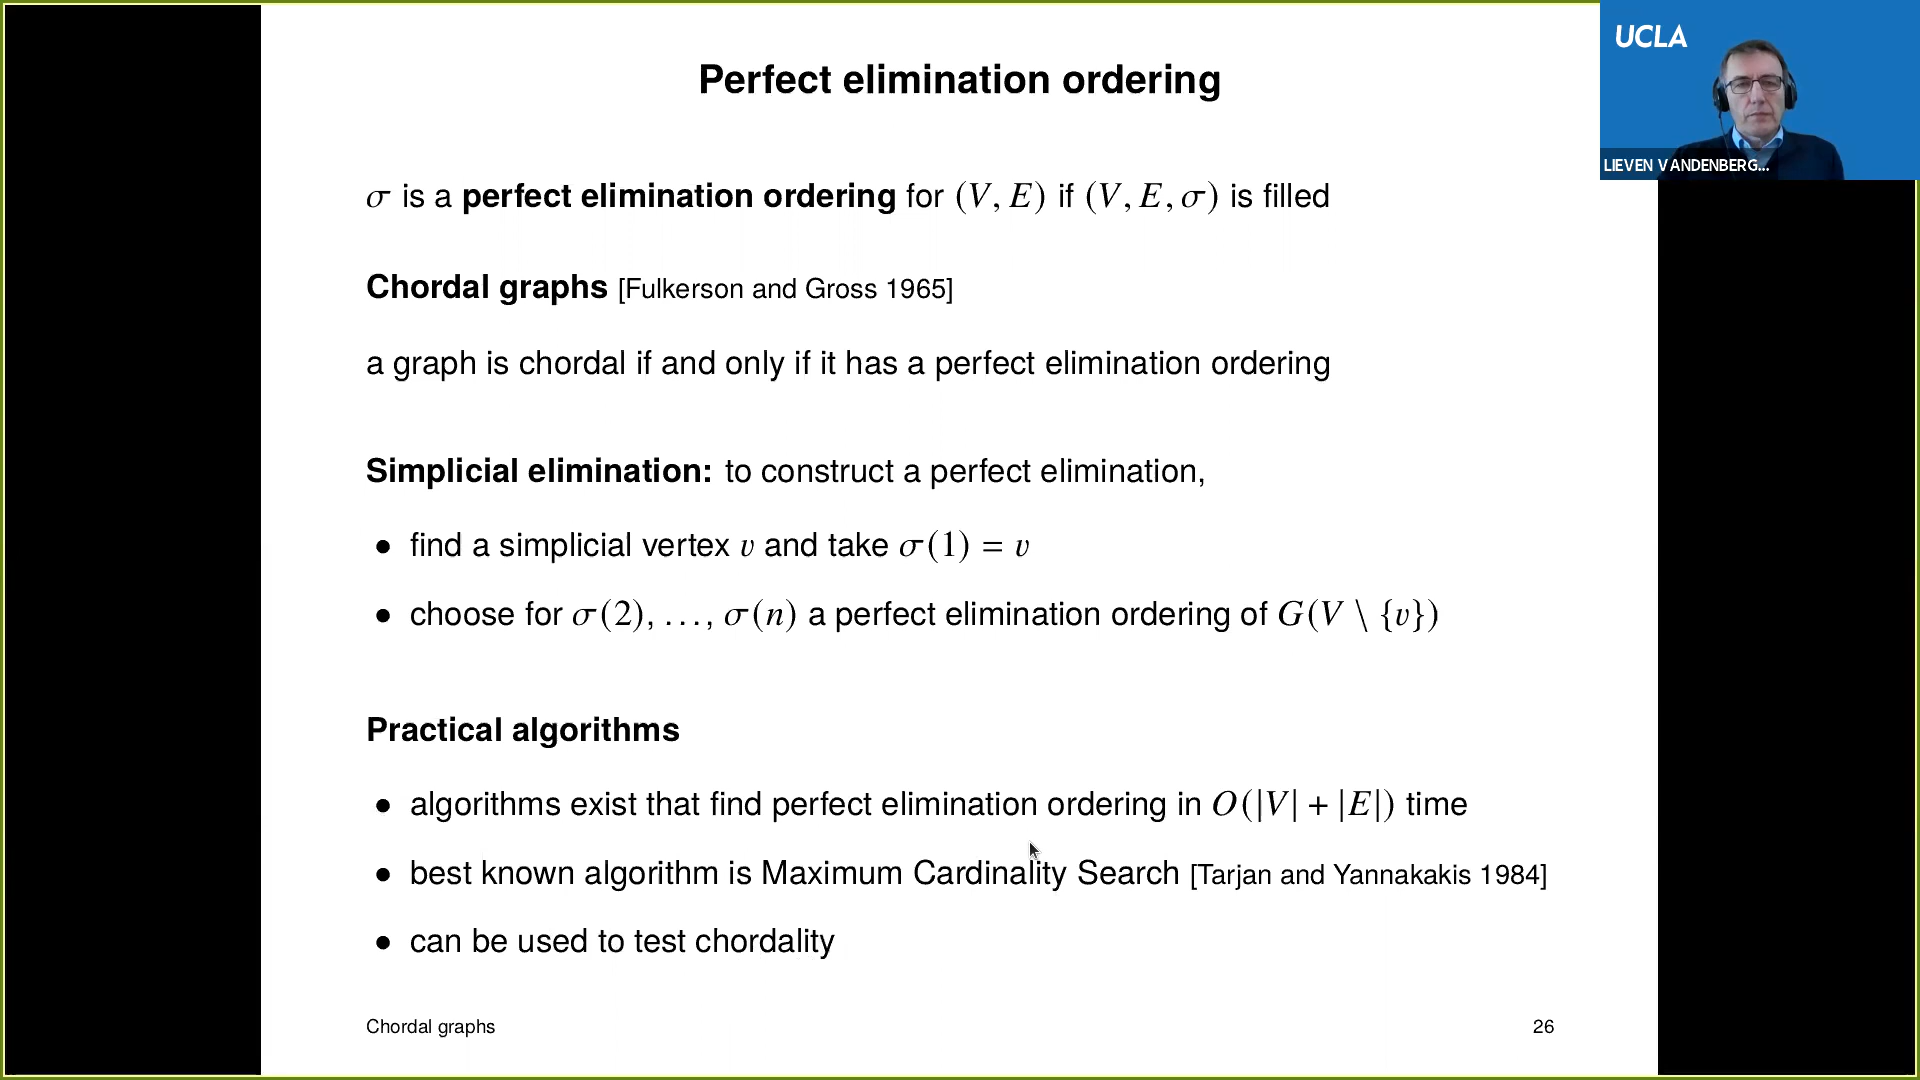 UCLA
LIEVEN VANDENBERG...
Perfect elimination ordering
σ is a perfect elimination ordering for (V, E) if (V, E, σ) is filled
Chordal graphs [Fulkerson and Gross 1965]
a graph is chordal if and only if it has a perfect elimination ordering
Simplicial elimination: to construct a perfect elimination,
• find a simplicial vertex v and take σ(1) = v
• choose for σ(2), …, σ(n) a perfect elimination ordering of G(V \ {v})
Practical algorithms
• algorithms exist that find perfect elimination ordering in O(|V| + |E|) time
• best known algorithm is Maximum Cardinality Search [Tarjan and Yannakakis 1984]
• can be used to test chordality
Chordal graphs
26